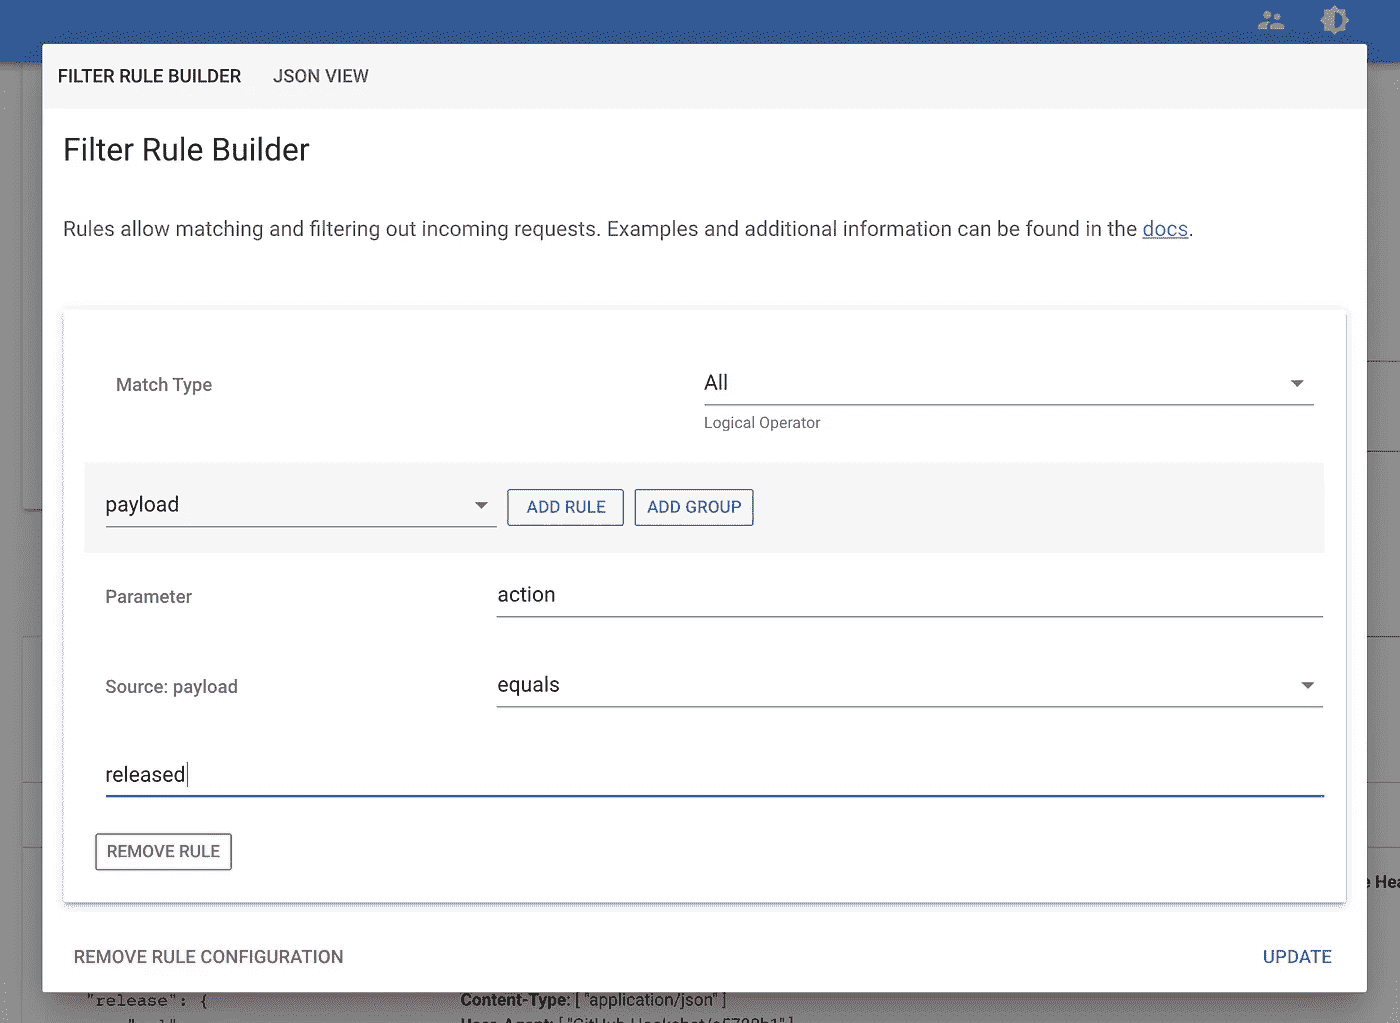 FILTER RULE BUILDER JSON VIEW
Filter Rule Builder
Rules allow matching and filtering out incoming requests. Examples and additional information can be found in the docs.
Match Type All
Logical Operator
payload ADD RULE ADD GROUP
Parameter action
Source: payload equals
released
REMOVE RULE
e Hea
REMOVE RULE CONFIGURATION UPDATE
"release": { Content-Type: [ "application/json" ]